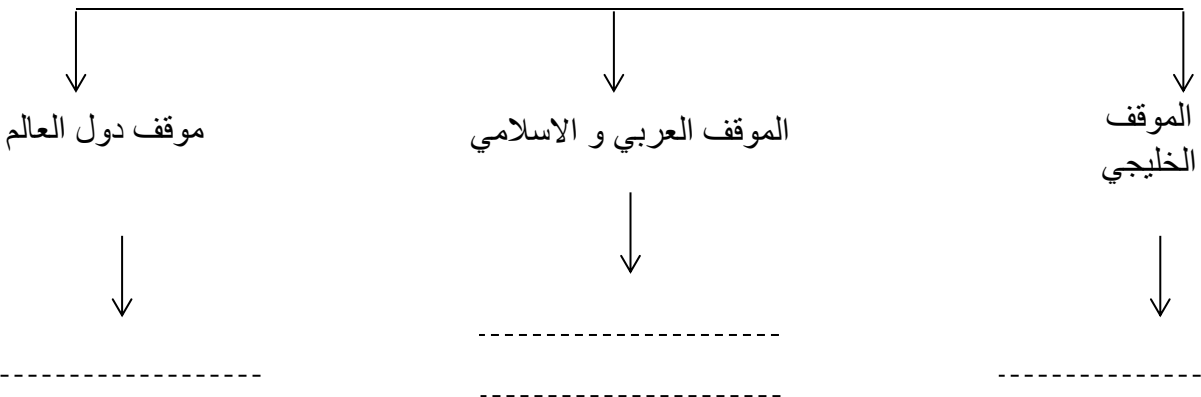 الموقف
الخليجي
الموقف العربي و الاسلامي
موقف دول العالم